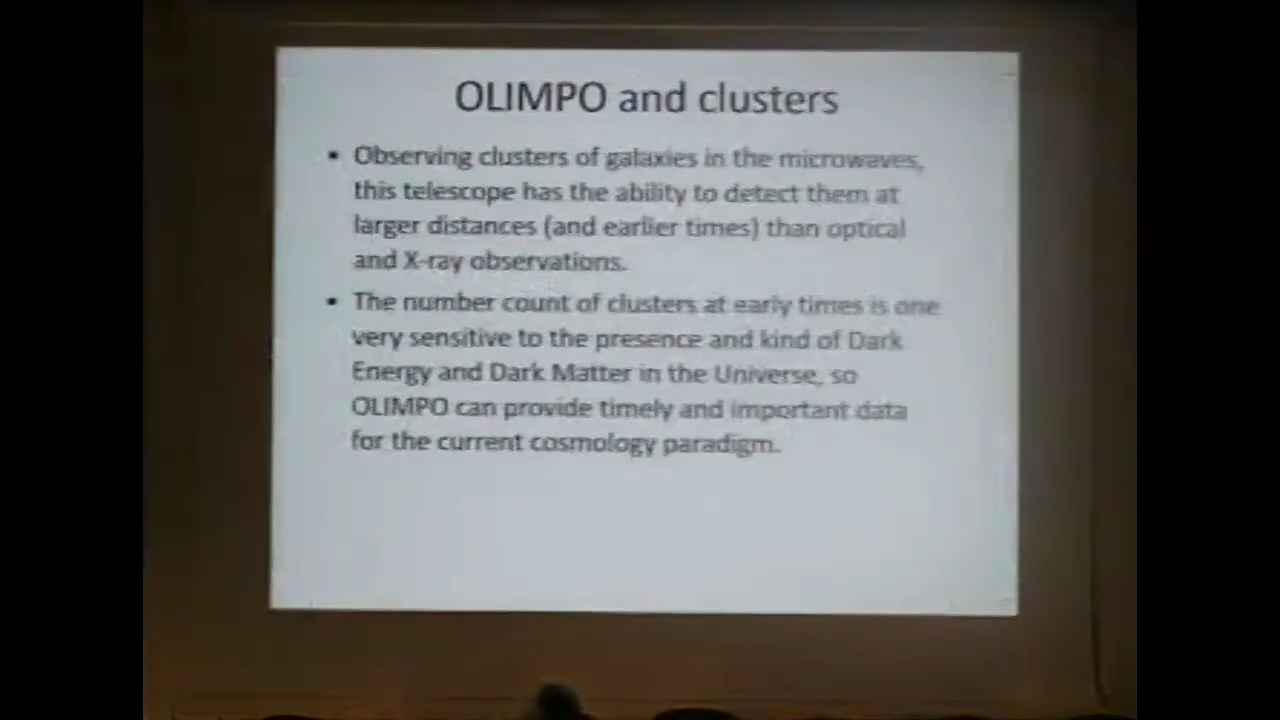 OLIMPO and clusters
• Observing clusters of galaxies in the microwaves,
this telescope has the ability to detect them at
larger distances (and earlier times) than optical
and X-ray observations.
• The number count of clusters at early times is one
very sensitive to the presence and kind of Dark
Energy and Dark Matter in the Universe, so
OLIMPO can provide timely and important data
for the current cosmology paradigm.